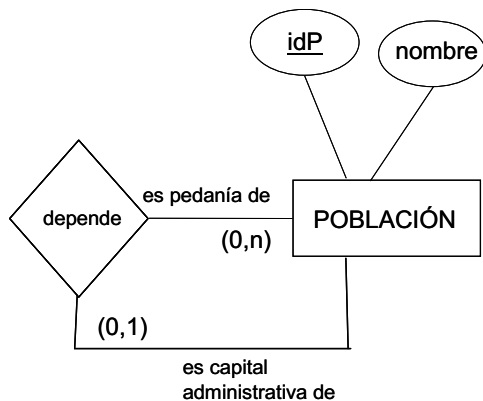 idP
nombre
es pedanía de
depende
POBLACIÓN
(0,n)
(0,1)
es capital
administrativa de